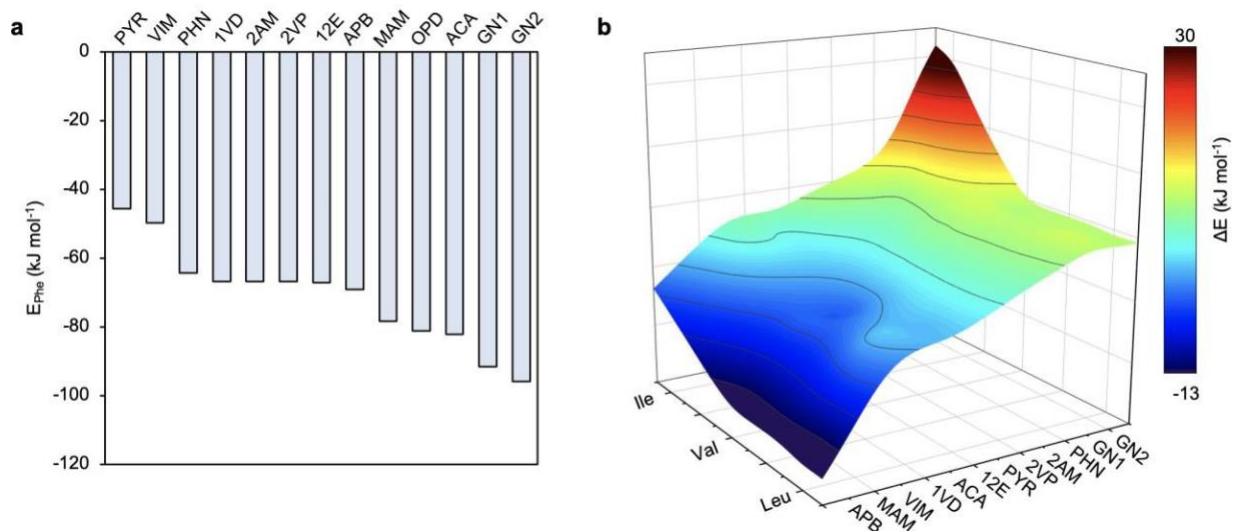 a
PYR VIM PHN 1VD 2AM 2VP 12E APB MAM OPD ACA GN1 GN2
0
-20
-40
-60
-80
-100
-120
E_Phe (kJ mol⁻¹)
b
30
-13
ΔE (kJ mol⁻¹)
Ile
Val
Leu
APB
MAM
VIM
1VD
ACA
12E
PYR
2VP
2AM
PHN
GN1
GN2